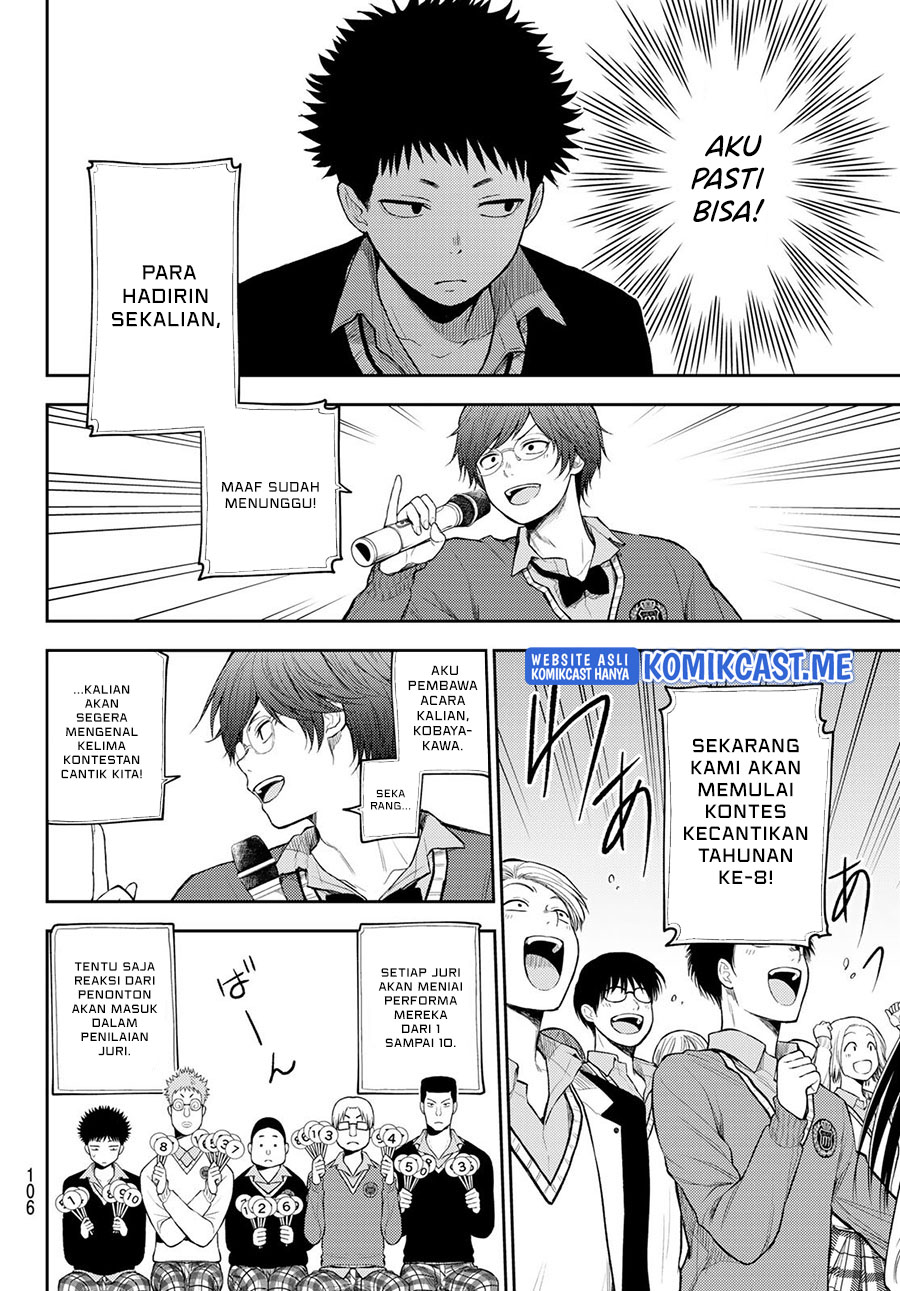 AKU
PASTI
BISA!
PARA
HADIRIN
SEKALIAN,
MAAF SUDAH
MENUNGGU!
WEBSITE ASLI
KOMIKCAST HANYA
KOMIKCAST.ME
SEKARANG
KAMI AKAN
MEMULAI
KONTES
KECANTIKAN
TAHUNAN
KE-8!
わ
あ
あ
AKU
PEMBAWA
ACARA
KALIAN,
KOBAYA-
KAWA.
SEKA
RANG...
...KALIAN
AKAN
SEGERA
MENGENAL
KELIMA
KONTESTAN
CANTIK KITA!
SETIAP JURI
AKAN MENIAI
PERFORMA
MEREKA
DARI 1
SAMPAI 10.
TENTU SAJA
REAKSI DARI
PENONTON
AKAN MASUK
DALAM
PENILAIAN
JURI.
ばーん
106